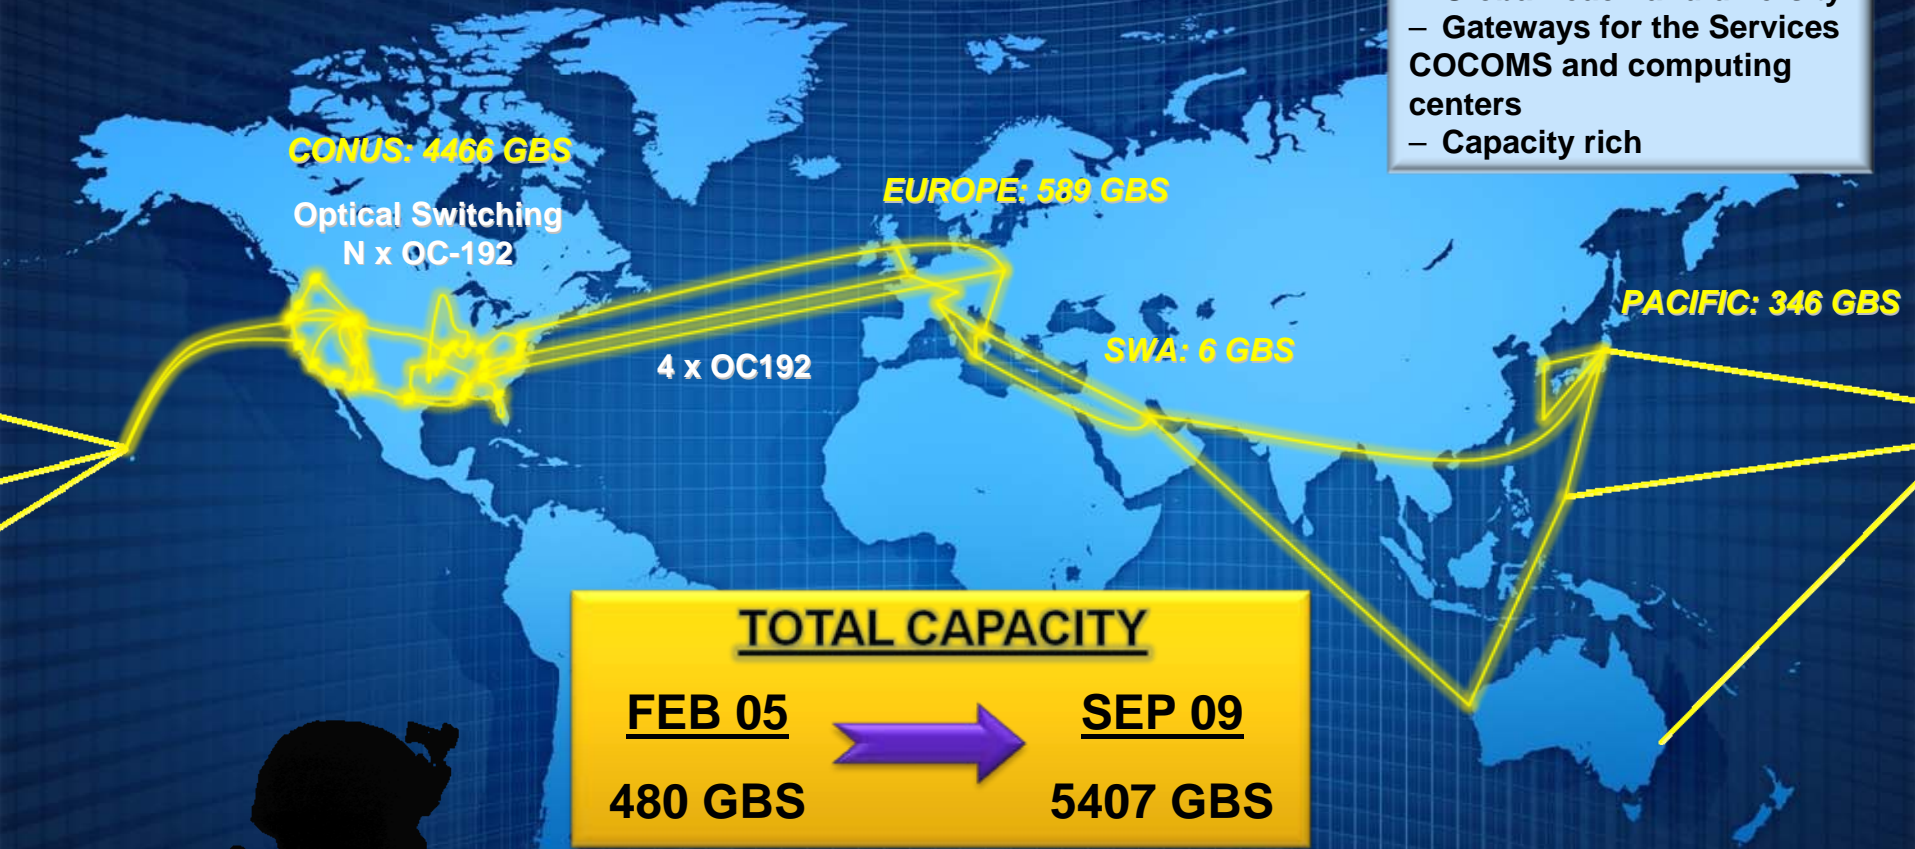 – Gateways for the Services
COCOMS and computing
centers
– Capacity rich
CONUS: 4466 GBS
Optical Switching
N x OC-192
EUROPE: 589 GBS
PACIFIC: 346 GBS
SWA: 6 GBS
4 x OC192
TOTAL CAPACITY
FEB 05
SEP 09
480 GBS
5407 GBS